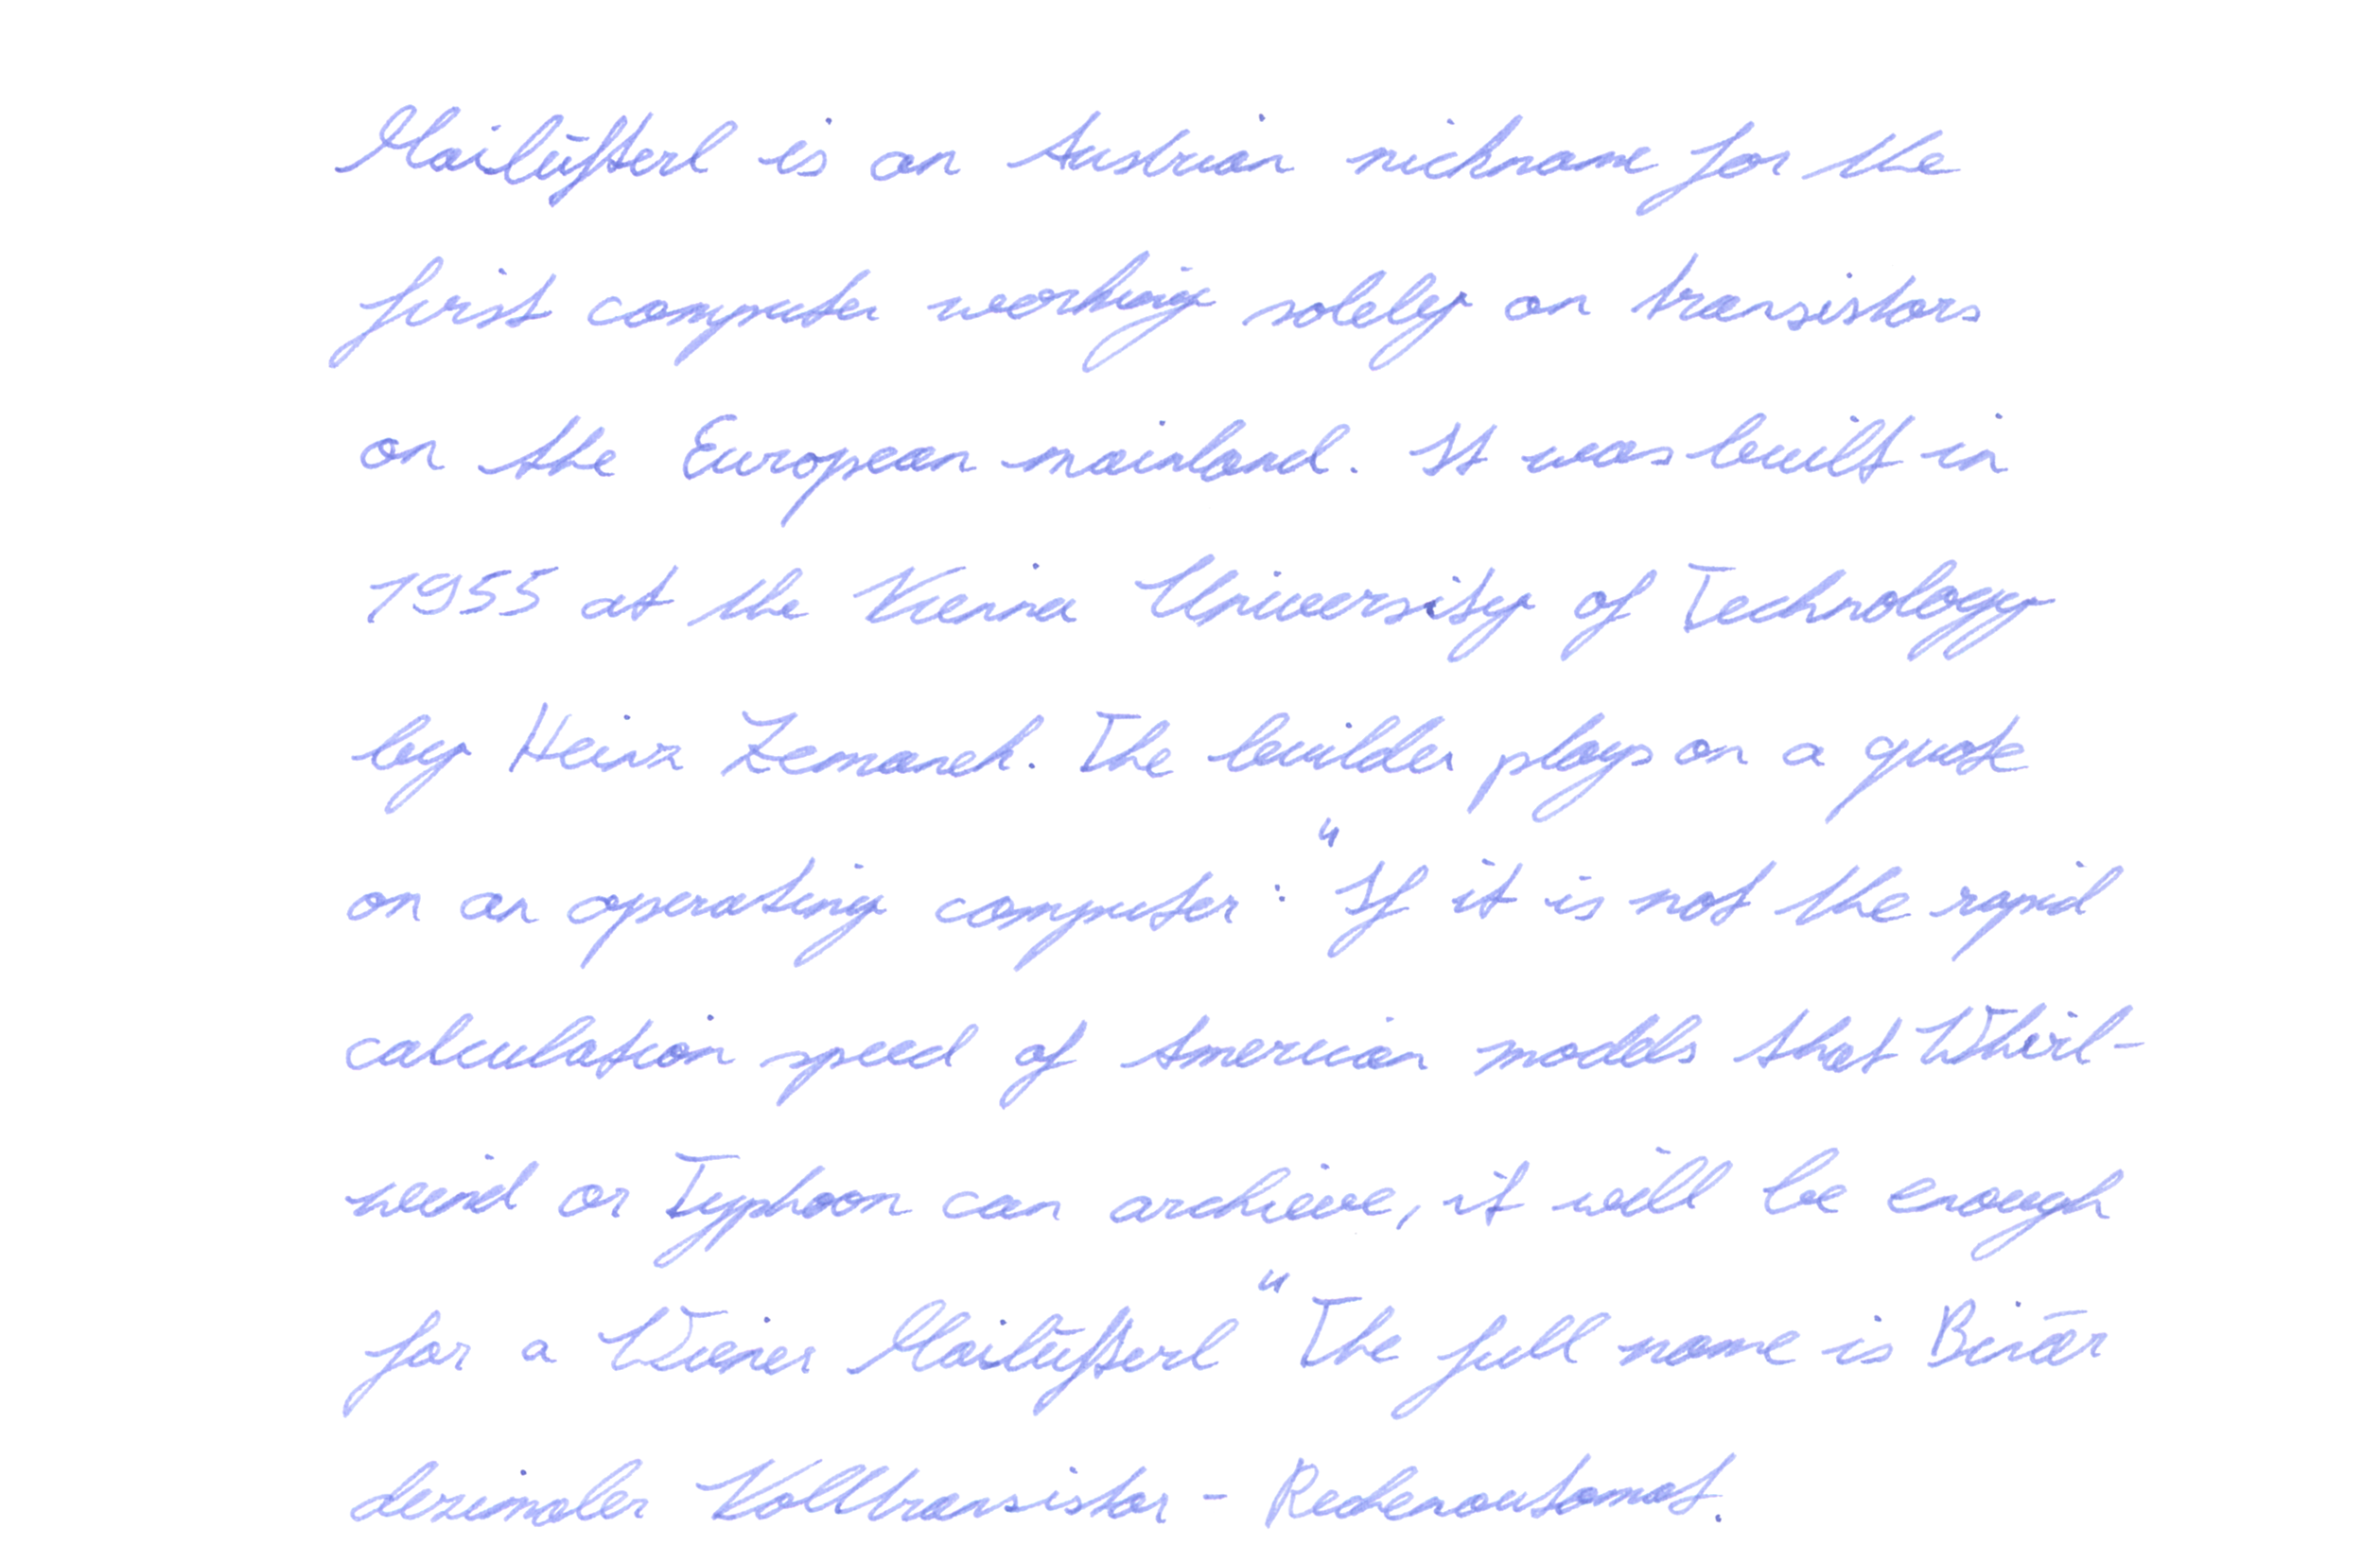 Mailüfterl is an Austrian nickname for the
first computer working solely on transistors
on the European mainland. It was built in
1955 at the Vienna University of Technology
by Heinz Zemanek. The builder plays on a quote
on an operating computer: "If it is not the rapid
calculation speed of American models that Whirl-
wind or Typhoon can archieve, it will be enough
for a Wiener Mailüfterl" The full name is Binär
dezimaler Volltransistor-Rechenautomat.